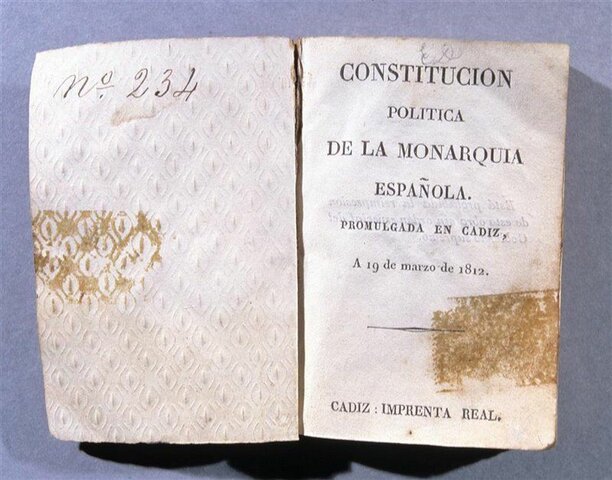 nº. 234
CONSTITUCION
POLITICA
DE LA MONARQUIA
ESPAÑOLA.
PROMULGADA EN CADIZ,
A 19 de marzo de 1812.
CADIZ: IMPRENTA REAL.